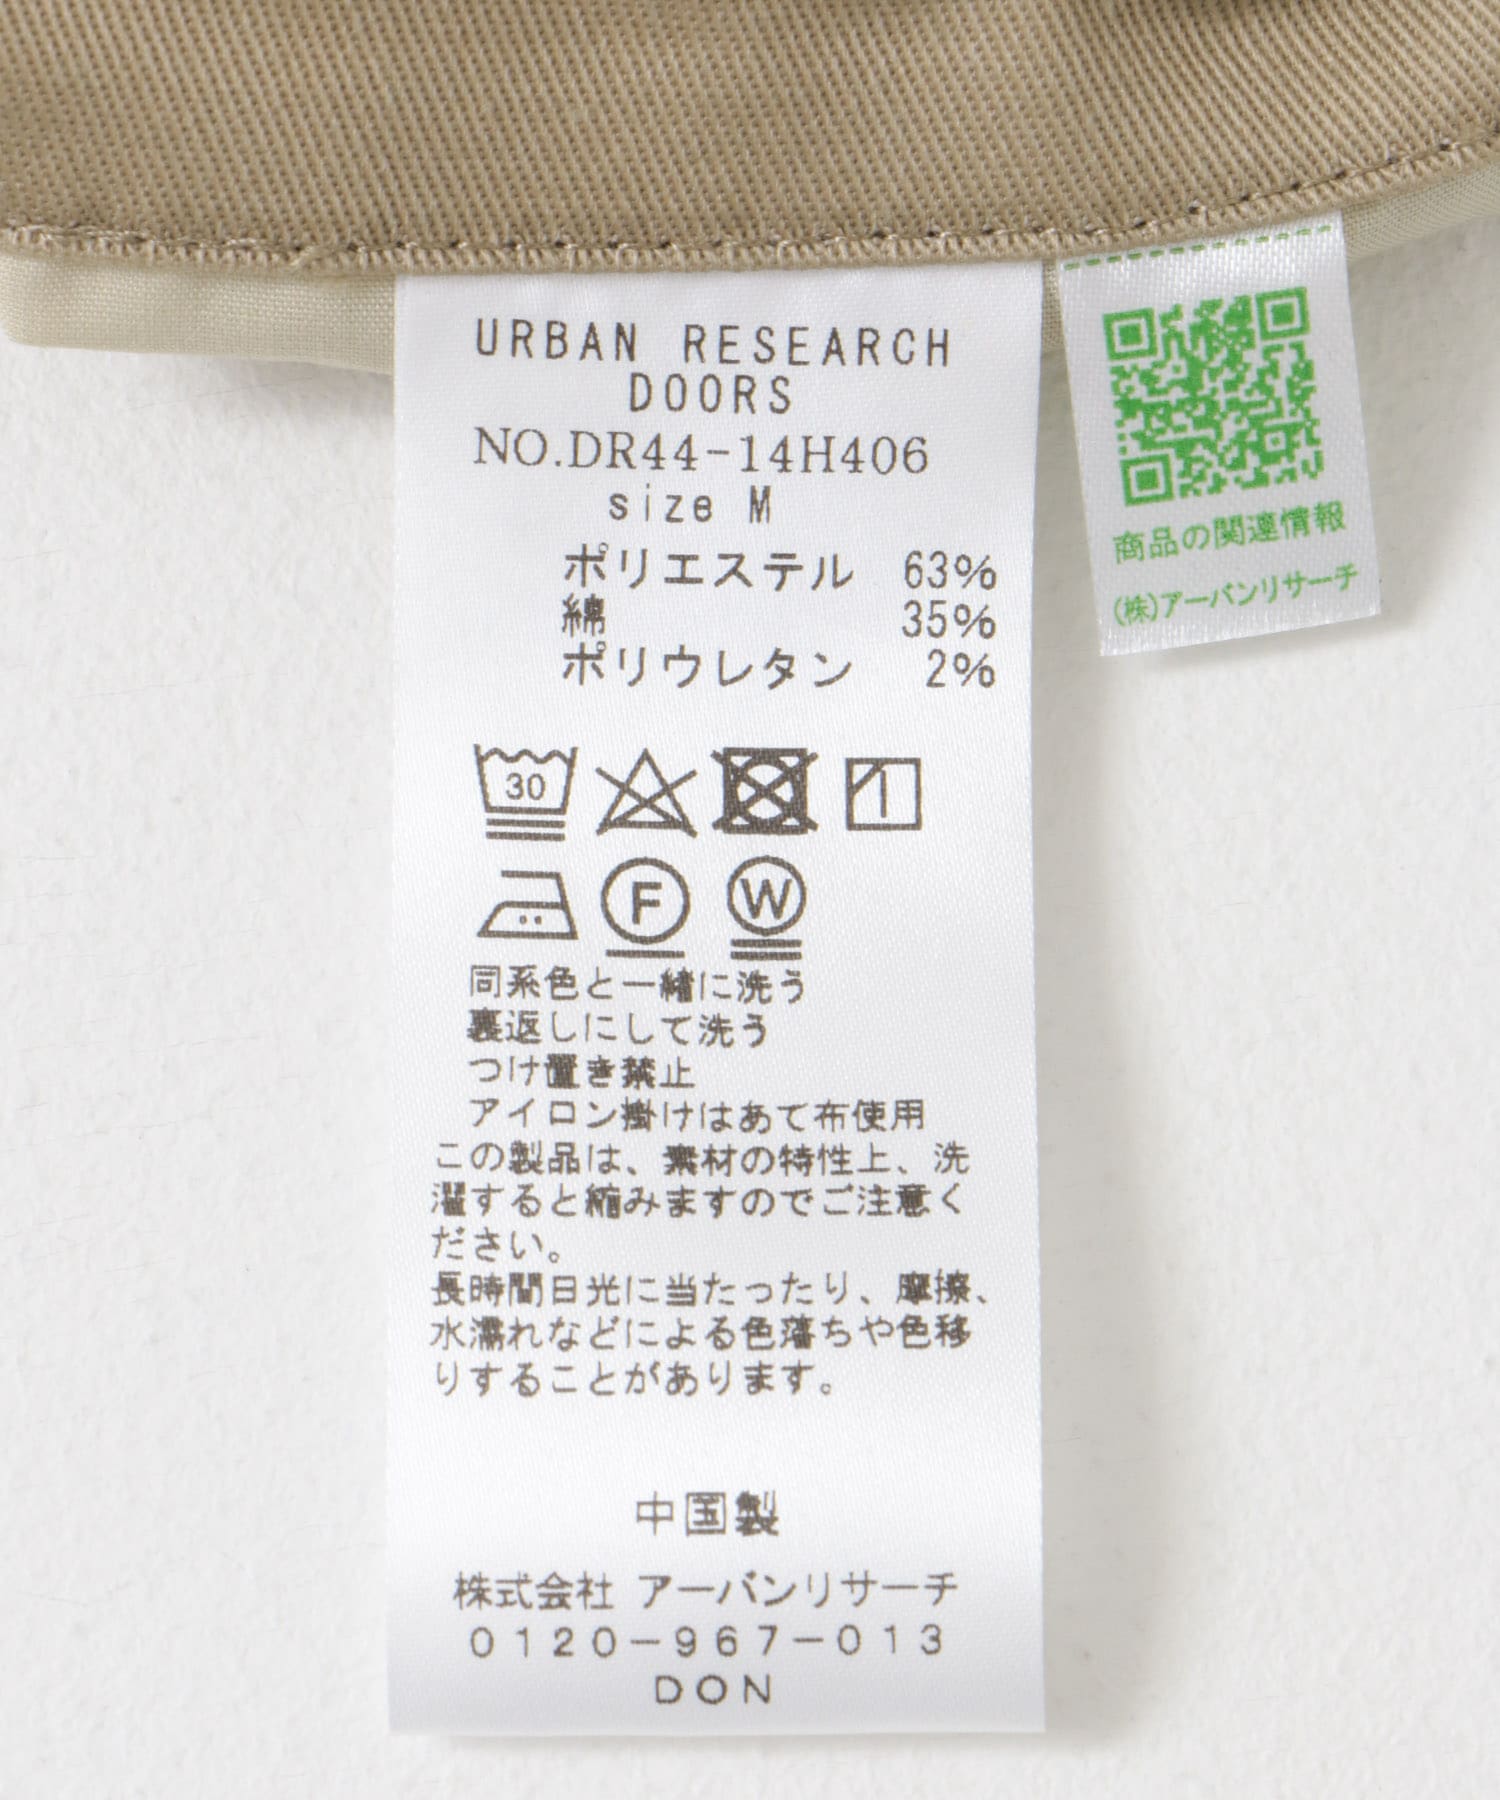 URBAN RESEARCH
DOORS
NO.DR44-14H406
size M
ポリエステル 63%
綿 35%
ポリウレタン 2%
30
F W
同系色と一緒に洗う
裏返しにして洗う
つけ置き禁止
アイロン掛けはあて布使用
この製品は、素材の特性上、洗
濯すると縮みますのでご注意く
ださい。
長時間日光に当たったり、摩擦、
水濡れなどによる色落ちや色移
りすることがあります。
中国製
株式会社 アーバンリサーチ
0120-967-013
DON
商品の関連情報
(株)アーバンリサーチ